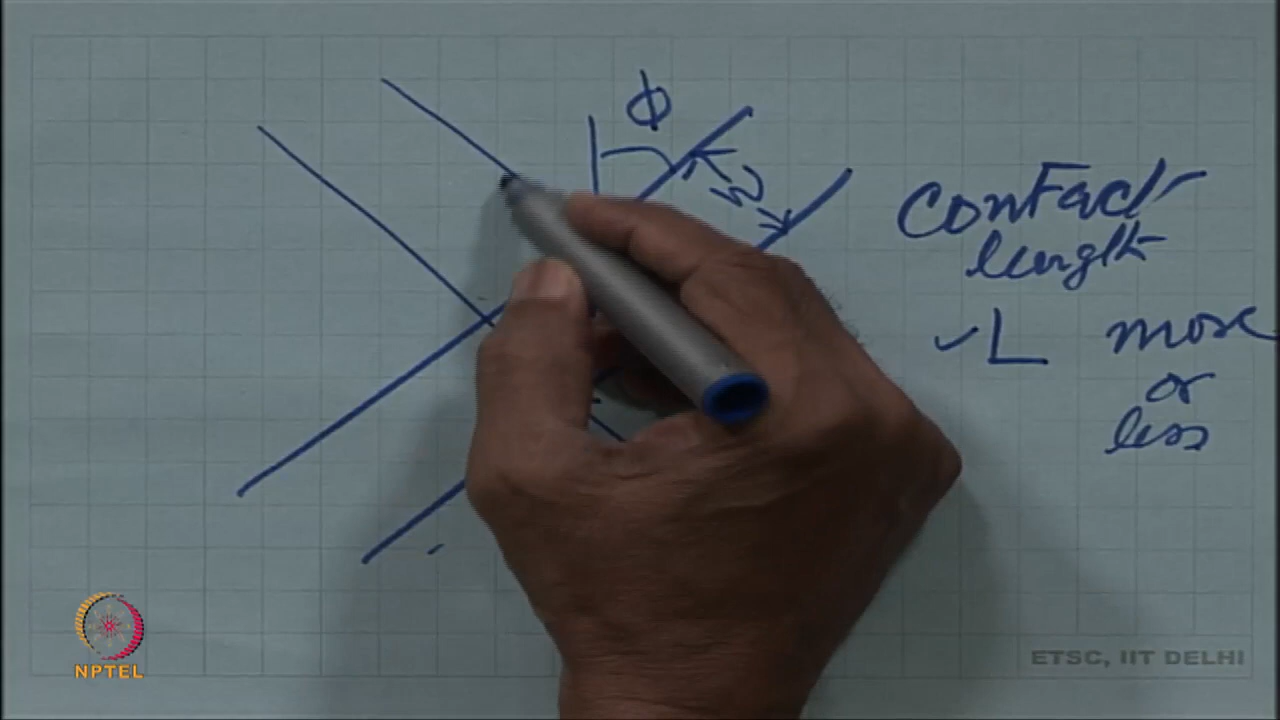 ϕ
W
Contact
length
✓ L more
or
less
NPTEL
ETSC, IIT DELHI